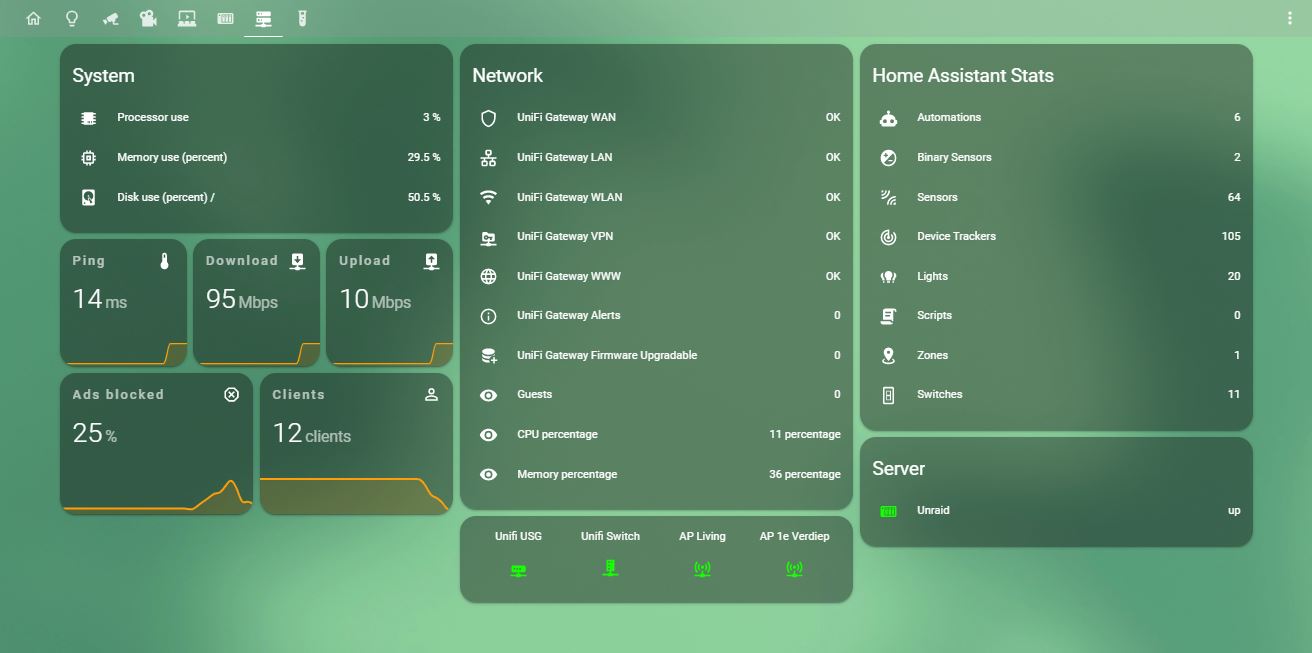 System
Processor use 3 %
Memory use (percent) 29.5 %
Disk use (percent) / 50.5 %
Ping
14 ms
Download
95 Mbps
Upload
10 Mbps
Ads blocked
25 %
Clients
12 clients
Network
UniFi Gateway WAN OK
UniFi Gateway LAN OK
UniFi Gateway WLAN OK
UniFi Gateway VPN OK
UniFi Gateway WWW OK
UniFi Gateway Alerts 0
UniFi Gateway Firmware Upgradable 0
Guests 0
CPU percentage 11 percentage
Memory percentage 36 percentage
Unifi USG Unifi Switch AP Living AP 1e Verdiep
Home Assistant Stats
Automations 6
Binary Sensors 2
Sensors 64
Device Trackers 105
Lights 20
Scripts 0
Zones 1
Switches 11
Server
Unraid up